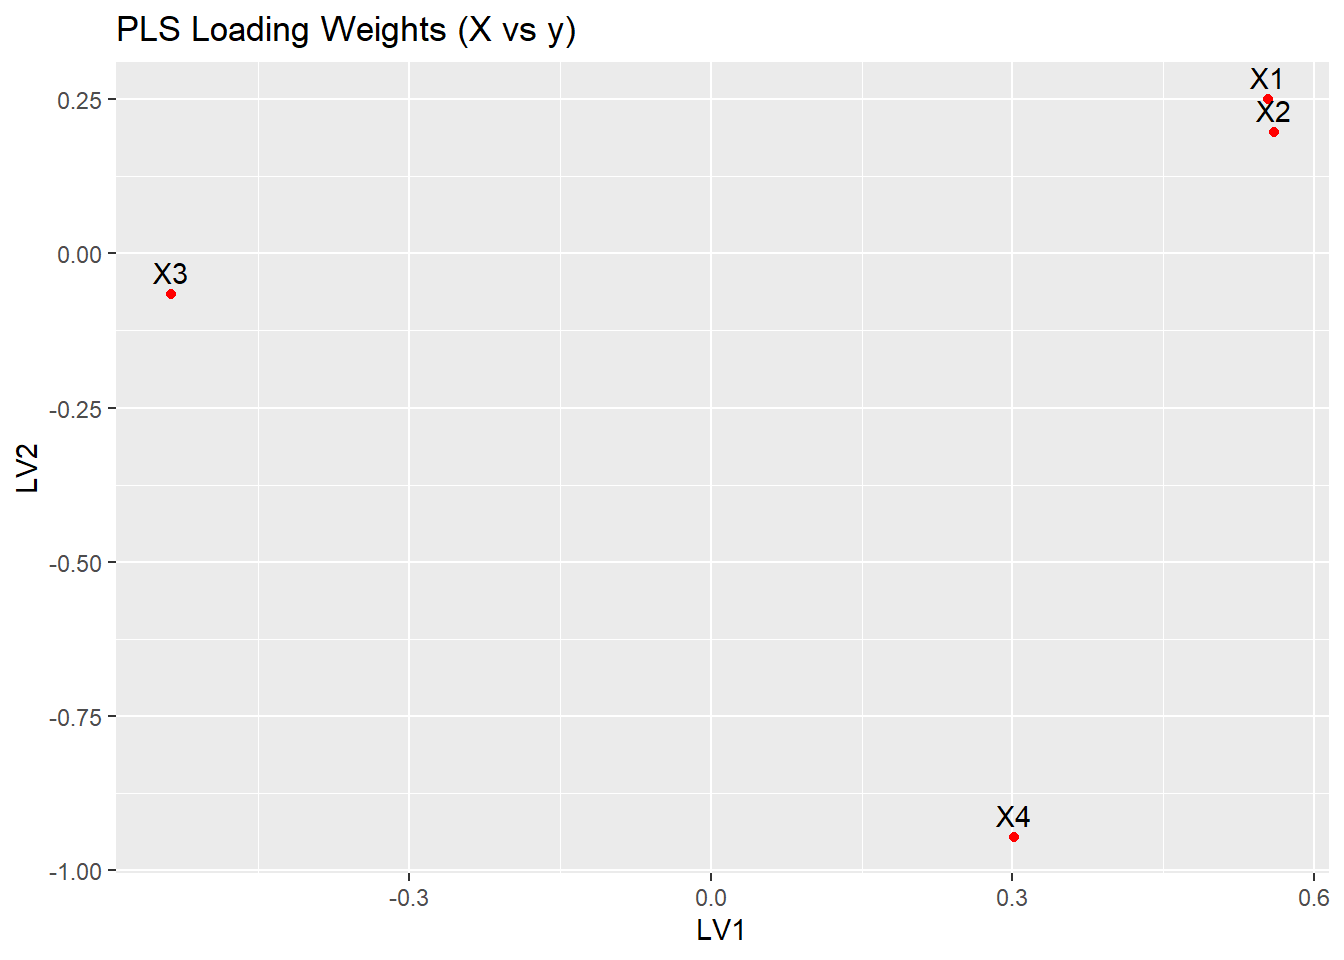 PLS Loading Weights (X vs y)
X1
0.25
X2
0.00
X3
-0.25
LV2
-0.50
-0.75
X4
-1.00
-0.3 0.0 0.3 0.6
LV1